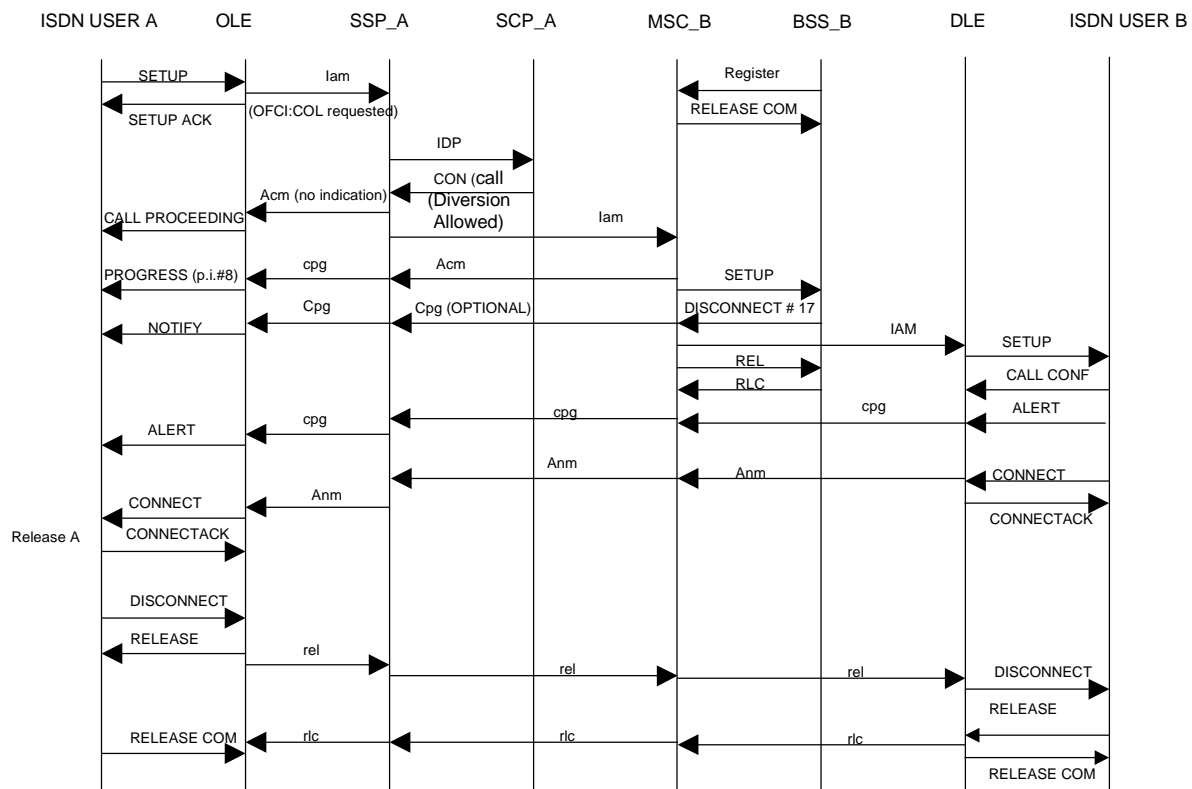 ISDN USER A OLE SSP_A SCP_A MSC_B BSS_B DLE ISDN USER B
SETUP
Iam
Register
SETUP ACK
(OFCI:COL requested)
RELEASE COM
IDP
CON (call
(Diversion
Allowed)
Acm (no indication)
CALL PROCEEDING
Iam
PROGRESS (p.i.#8)
cpg
Acm
SETUP
NOTIFY
Cpg
Cpg (OPTIONAL)
DISCONNECT # 17
IAM
SETUP
REL
CALL CONF
RLC
ALERT
cpg
cpg
cpg
ALERT
Anm
Anm
CONNECT
CONNECT
Anm
CONNECTACK
Release A
CONNECTACK
DISCONNECT
RELEASE
rel
rel
rel
DISCONNECT
RELEASE
RELEASE COM
rlc
rlc
rlc
RELEASE COM